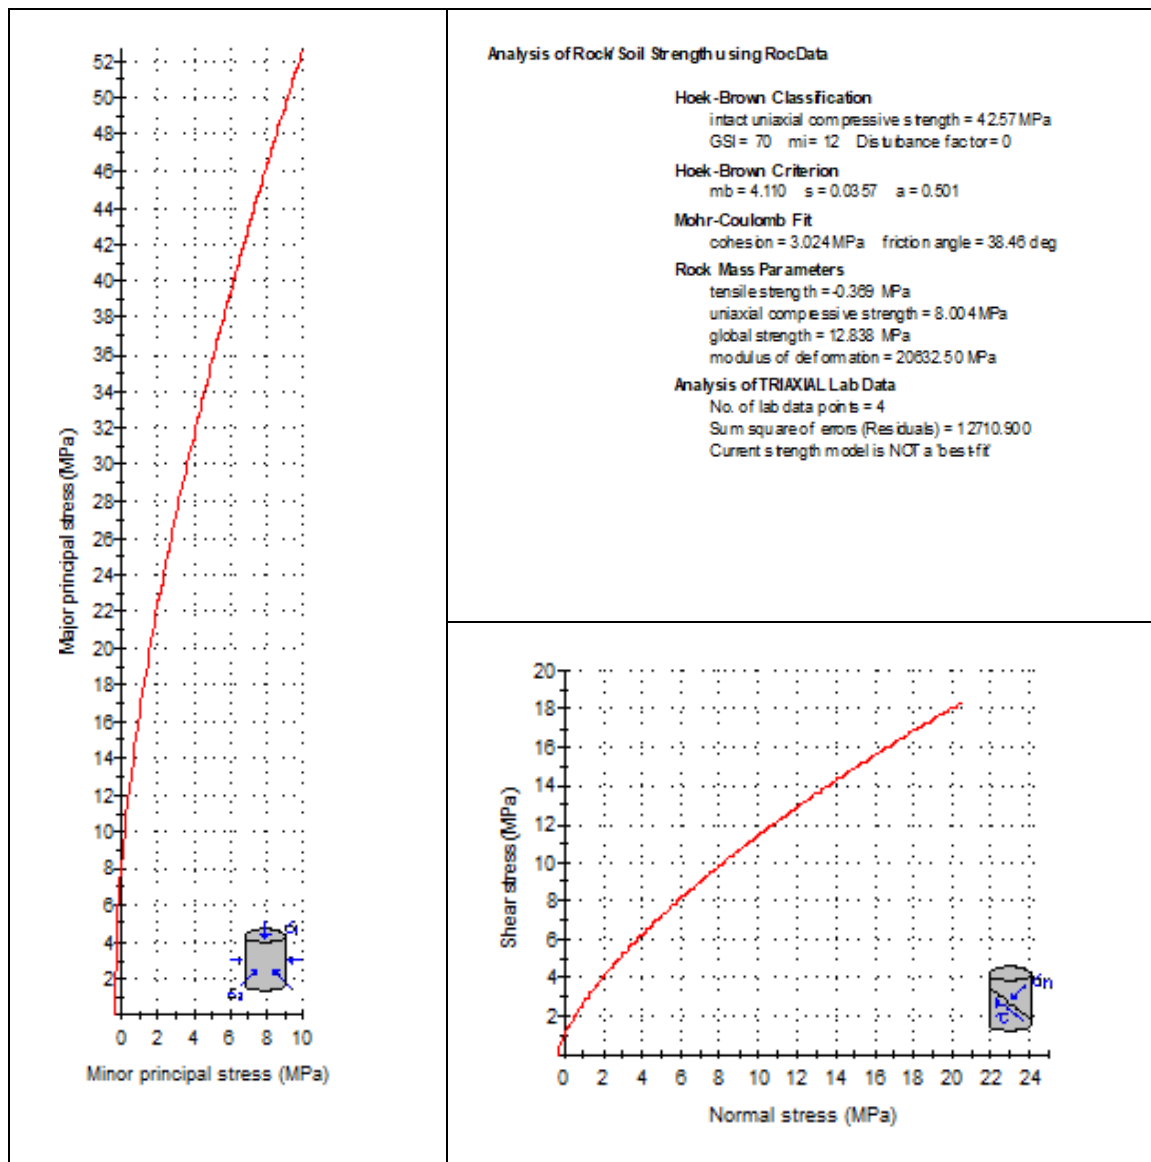 Major principal stress (MPa)
52
50
48
46
44
42
40
38
36
34
32
30
28
26
24
22
20
18
16
14
12
10
8
6
4
2
0 2 4 6 8 10
Minor principal stress (MPa)
Analysis of Rock/Soil Strength using RocData
Hoek-Brown Classification
intact uniaxial compressive strength = 42.57 MPa
GSI = 70 mi = 12 Disturbance factor = 0
Hoek-Brown Criterion
mb = 4.110 s = 0.0357 a = 0.501
Mohr-Coulomb Fit
cohesion = 3.024 MPa friction angle = 38.46 deg
Rock Mass Parameters
tensile strength = -0.369 MPa
uniaxial compressive strength = 8.004 MPa
global strength = 12.838 MPa
modulus of deformation = 20632.50 MPa
Analysis of TRIAXIAL Lab Data
No. of lab data points = 4
Sum square of errors (Residuals) = 12710.900
Current strength model is NOT a 'best-fit'
Shear stress (MPa)
20
18
16
14
12
10
8
6
4
2
0 2 4 6 8 10 12 14 16 18 20 22 24
Normal stress (MPa)
σn
τ